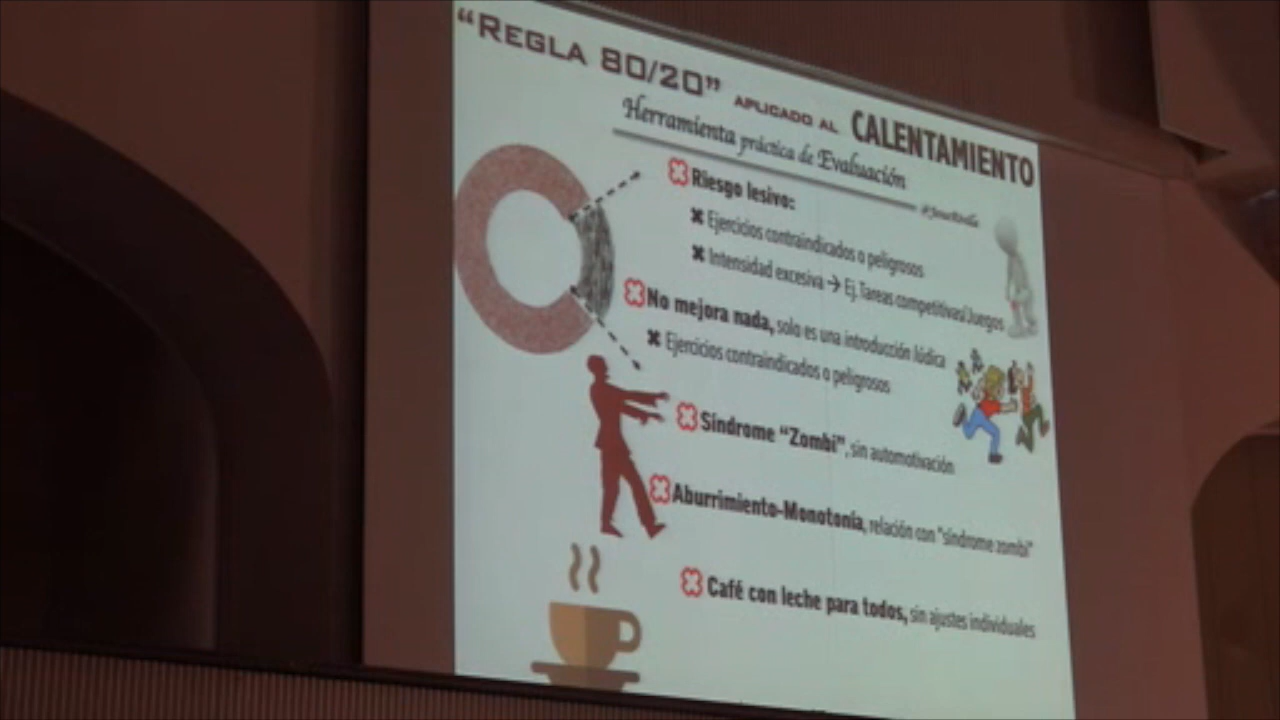 “REGLA 80/20” APLICADO AL CALENTAMIENTO
Herramienta práctica de Evaluación
Riesgo lesivo:
Ejercicios contraindicados o peligrosos
Intensidad excesiva → Ej. Tareas competitivas/Juegos
No mejora nada, solo es una introducción lúdica
Ejercicios contraindicados o peligrosos
Síndrome “Zombi”, sin automotivación
Aburrimiento-Monotonía, relación con “síndrome zombi”
Café con leche para todos, sin ajustes individuales